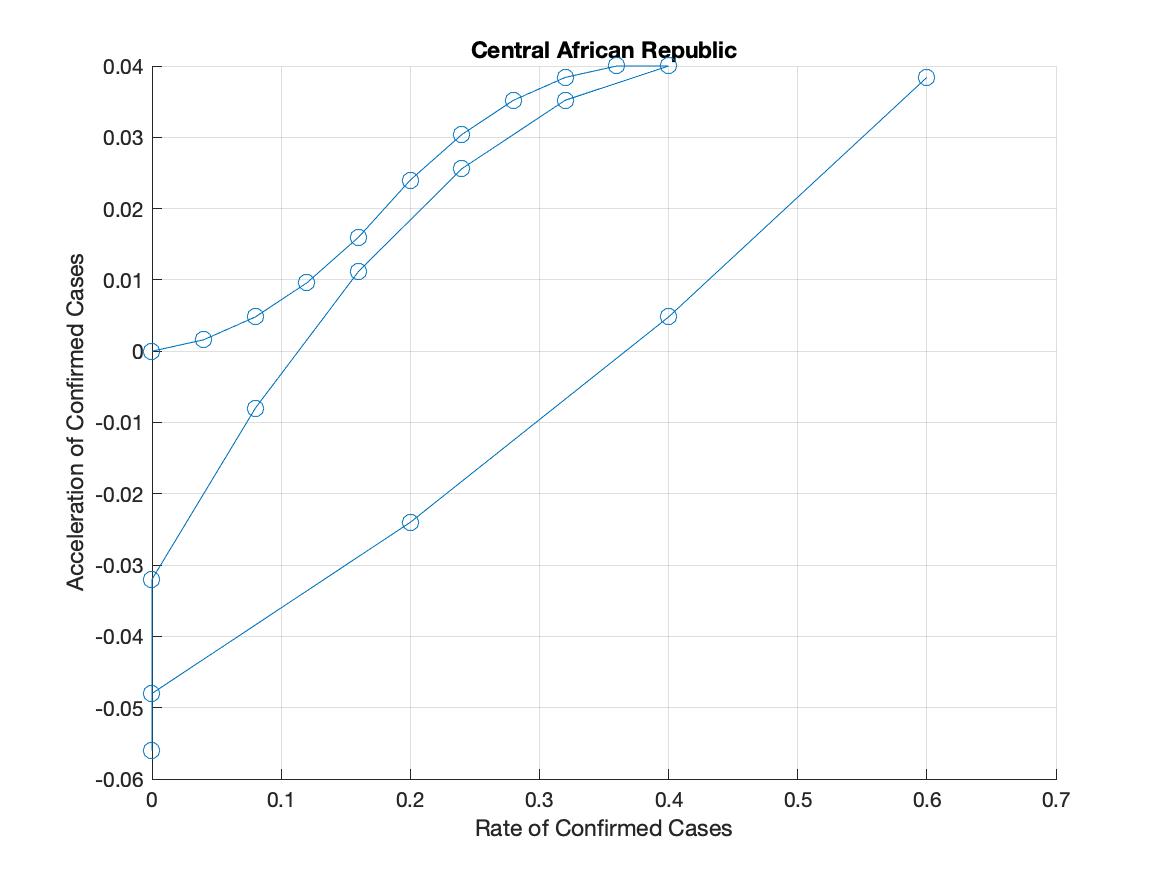 Central African Republic
0.04
0.03
0.02
0.01
0
-0.01
-0.02
-0.03
-0.04
-0.05
-0.06
Acceleration of Confirmed Cases
0 0.1 0.2 0.3 0.4 0.5 0.6 0.7
Rate of Confirmed Cases